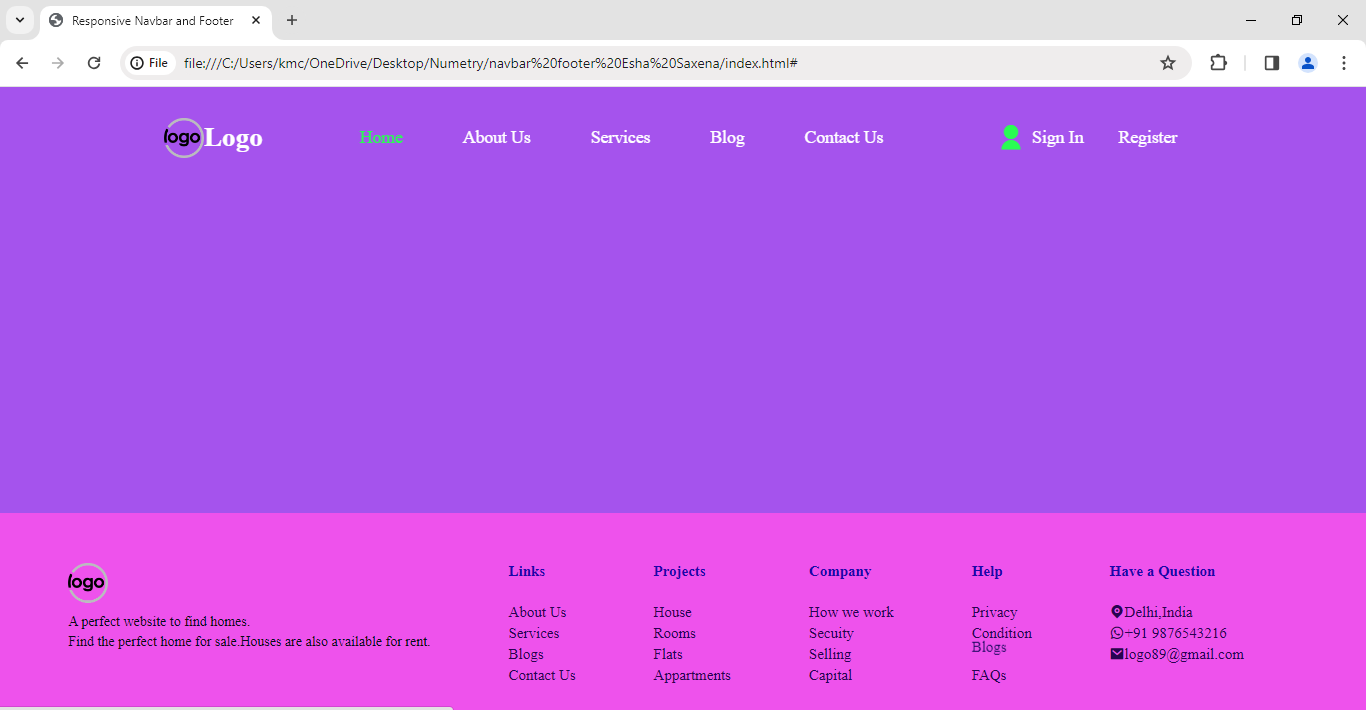 Responsive Navbar and Footer
File file:///C:/Users/kmc/OneDrive/Desktop/Numetry/navbar%20footer%20Esha%20Saxena/index.html#
logo Logo Home About Us Services Blog Contact Us Sign In Register
logo
A perfect website to find homes.
Find the perfect home for sale.Houses are also available for rent.
Links
About Us
Services
Blogs
Contact Us
Projects
House
Rooms
Flats
Appartments
Company
How we work
Secuity
Selling
Capital
Help
Privacy
Condition
Blogs
FAQs
Have a Question
Delhi,India
+91 9876543216
logo89@gmail.com